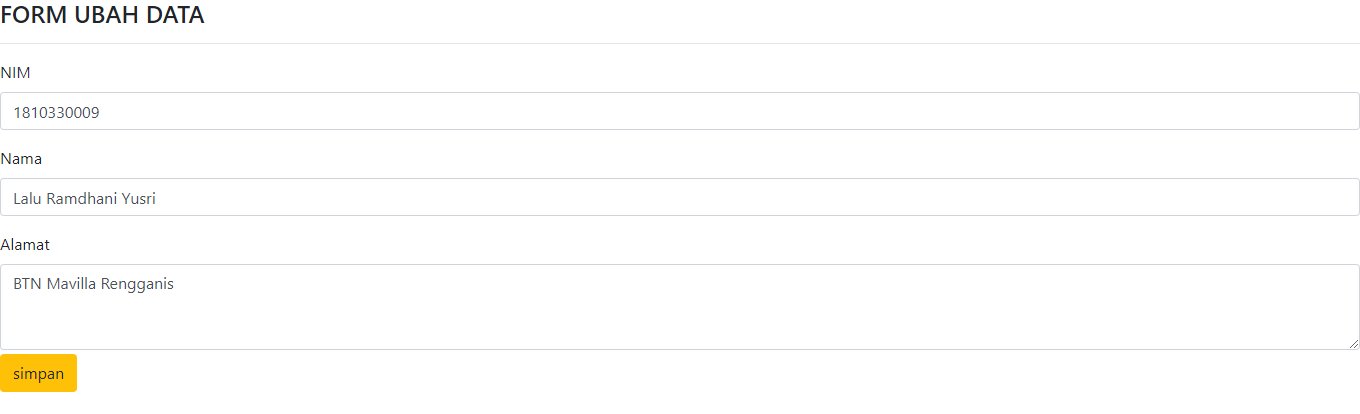 FORM UBAH DATA
NIM
1810330009
Nama
Lalu Ramdhani Yusri
Alamat
BTN Mavilla Rengganis
simpan